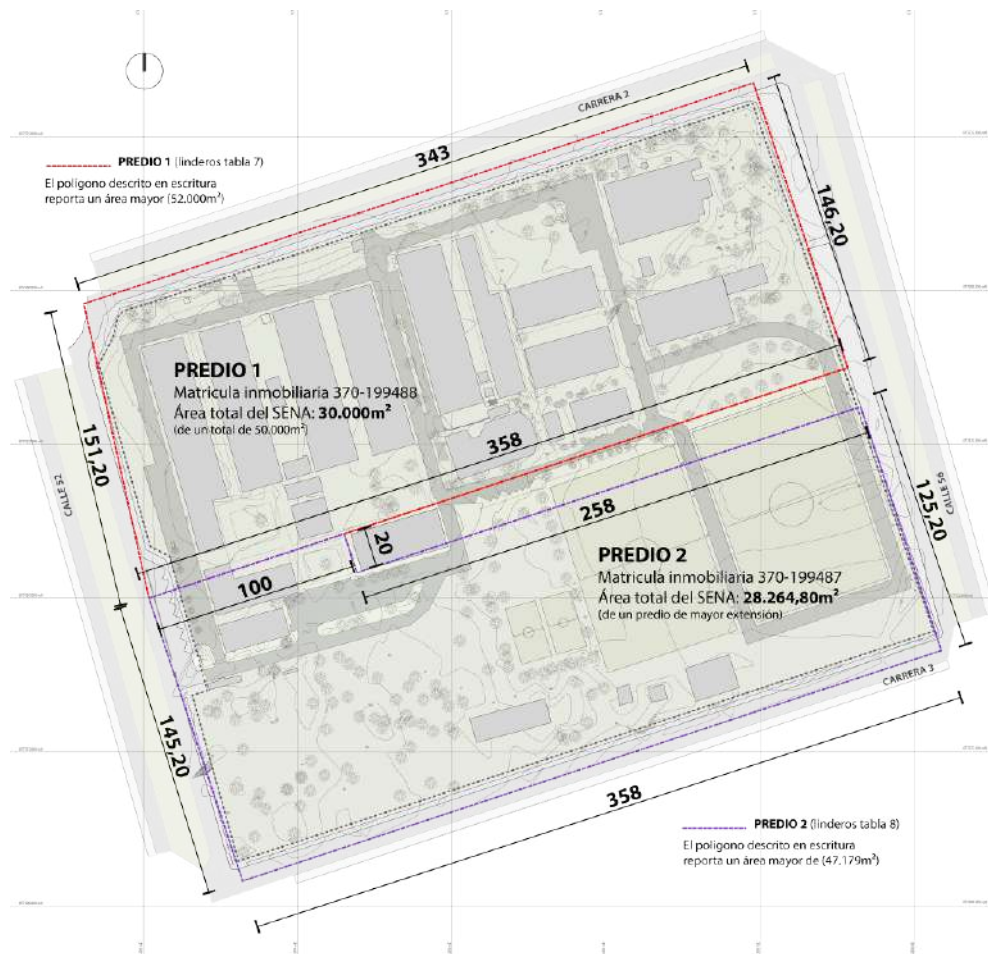 CARRERA 2
343
PREDIO 1 (linderos tabla 7)
El poligono descrito en escritura
reporta un área mayor (52.000m²)
146,20
PREDIO 1
Matricula inmobiliaria 370-199488
Área total del SENA: 30.000m²
(de un total de 50.000m²)
151,20
CALLE 52
358
258
20
100
CALLE 56
125,20
PREDIO 2
Matricula inmobiliaria 370-199487
Área total del SENA: 28.264,80m²
(de un predio de mayor extensión)
CARRERA 3
145,20
358
PREDIO 2 (linderos tabla 8)
El poligono descrito en escritura
reporta un área mayor de (47.179m²)